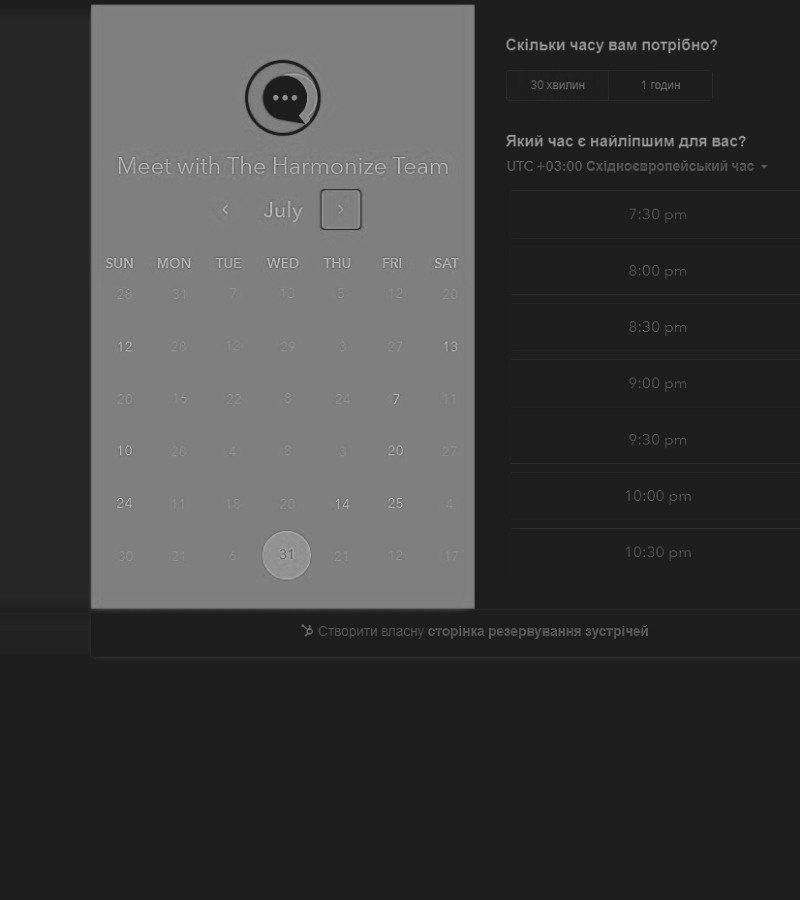 Meet with The Harmonize Team
July
SUN MON TUE WED THU FRI SAT
28 31 7 13 5 12 20
12 28 12 29 3 27 13
20 16 22 8 24 7 11
10 28 4 8 3 20 27
24 11 18 20 14 25 4
30 21 6 31 21 12 17
Скільки часу вам потрібно?
30 хвилин 1 годин
Який час є найліпшим для вас?
UTC +03:00 Східноєвропейський час
7:30 pm
8:00 pm
8:30 pm
9:00 pm
9:30 pm
10:00 pm
10:30 pm
Створити власну сторінка резервування зустрічей